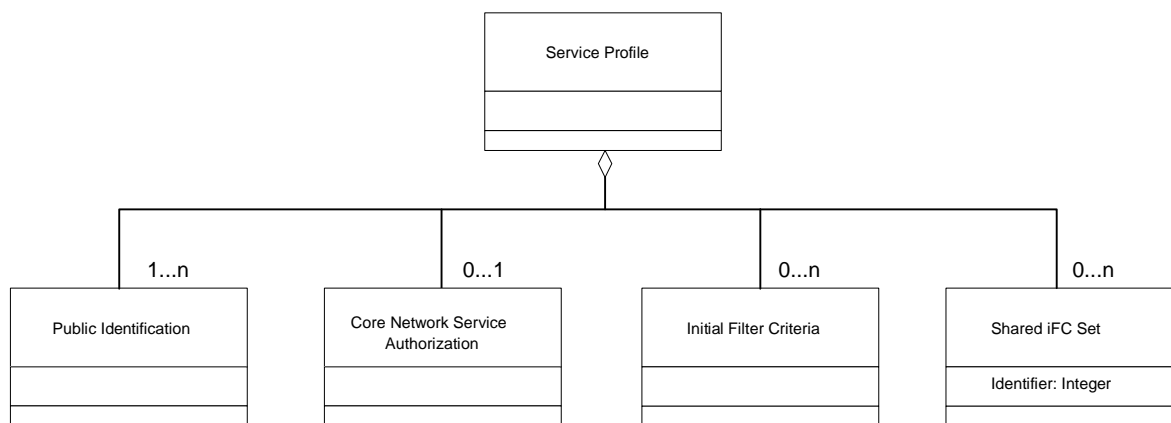 Service Profile
1...n
0...1
0...n
0...n
Public Identification
Core Network Service
Authorization
Initial Filter Criteria
Shared iFC Set
Identifier: Integer